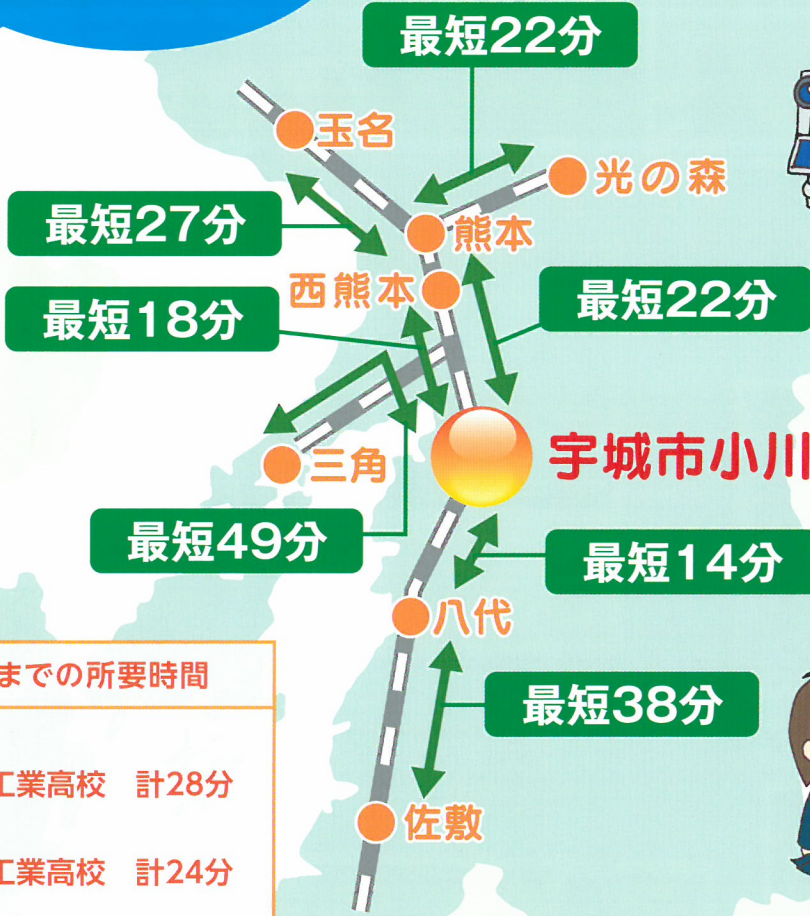 最短22分
玉名
光の森
最短27分
熊本
西熊本
最短22分
最短18分
宇城市小川
三角
最短49分
最短14分
八代
までの所要時間
最短38分
工業高校 計28分
佐敷
工業高校 計24分